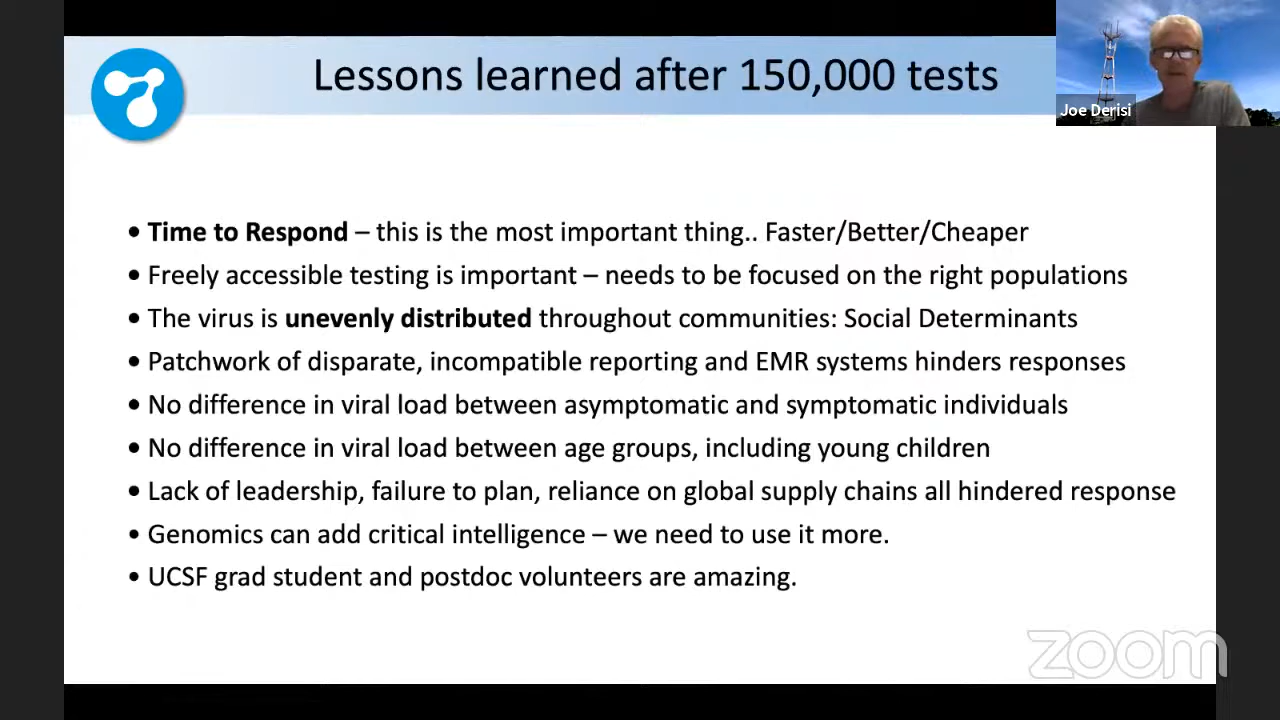 Lessons learned after 150,000 tests
Joe Derisi
• Time to Respond – this is the most important thing.. Faster/Better/Cheaper
• Freely accessible testing is important – needs to be focused on the right populations
• The virus is unevenly distributed throughout communities: Social Determinants
• Patchwork of disparate, incompatible reporting and EMR systems hinders responses
• No difference in viral load between asymptomatic and symptomatic individuals
• No difference in viral load between age groups, including young children
• Lack of leadership, failure to plan, reliance on global supply chains all hindered response
• Genomics can add critical intelligence – we need to use it more.
• UCSF grad student and postdoc volunteers are amazing.
zoom